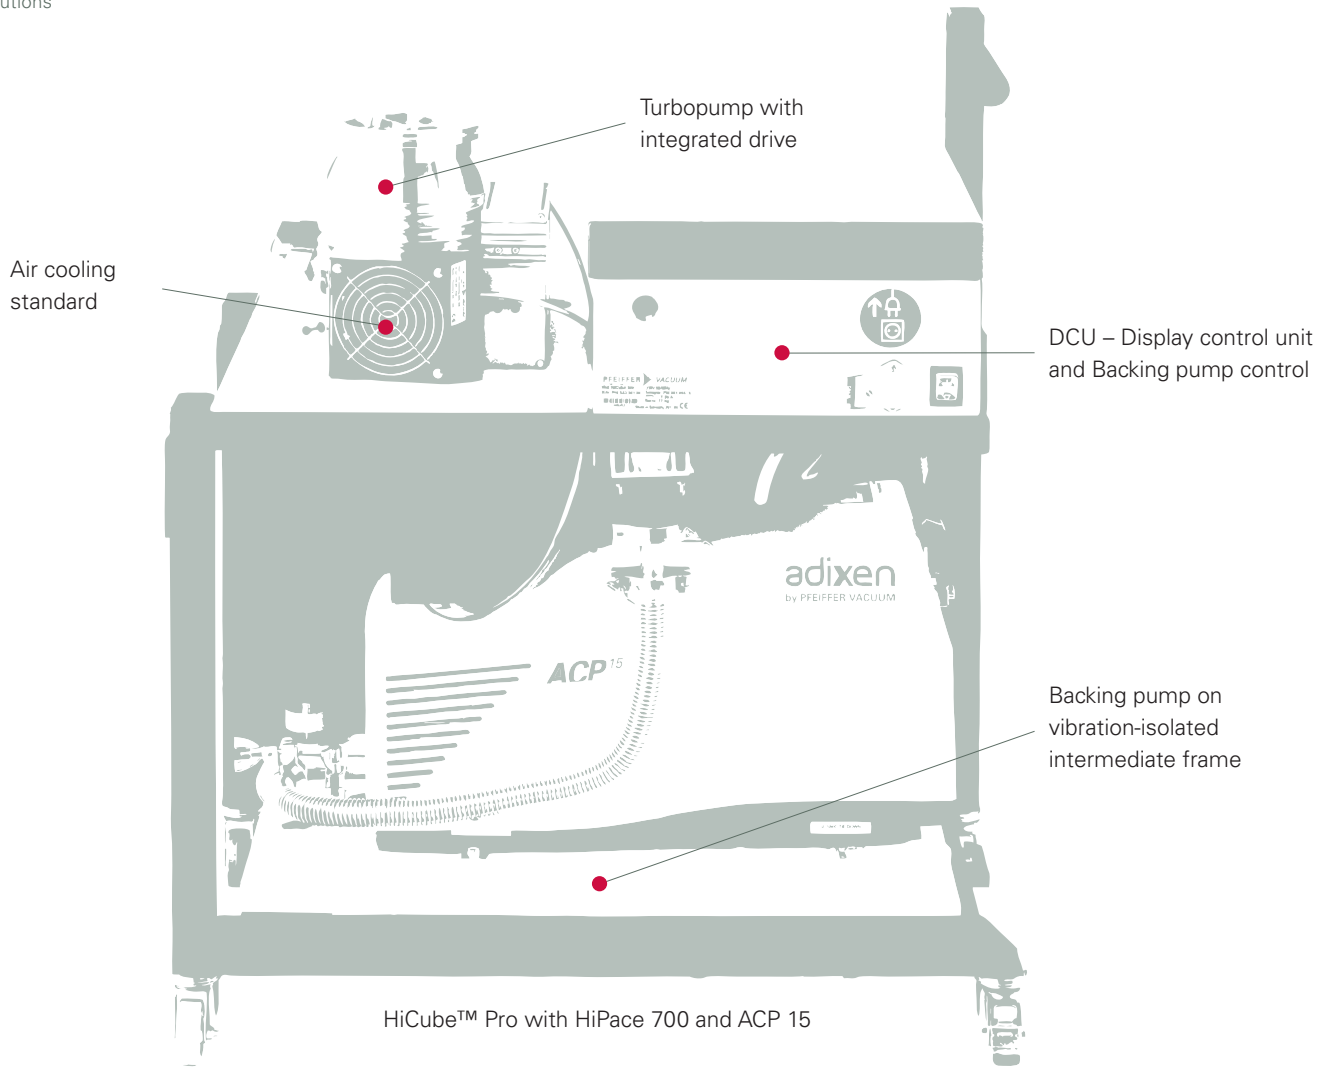 utions
Turbopump with
integrated drive
Air cooling
standard
DCU – Display control unit
and Backing pump control
PFEIFFER VACUUM
adixen
by PFEIFFER VACUUM
ACP 15
Backing pump on
vibration-isolated
intermediate frame
HiCube™ Pro with HiPace 700 and ACP 15